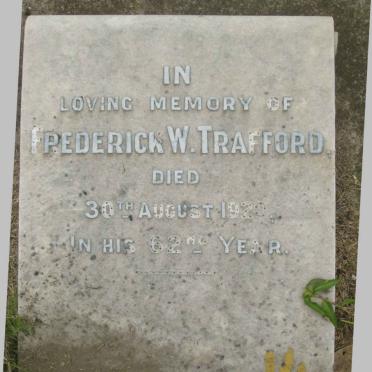 IN
LOVING MEMORY OF
FREDERICK W. TRAFFORD
DIED
30TH AUGUST
IN HIS 62ND YEAR.